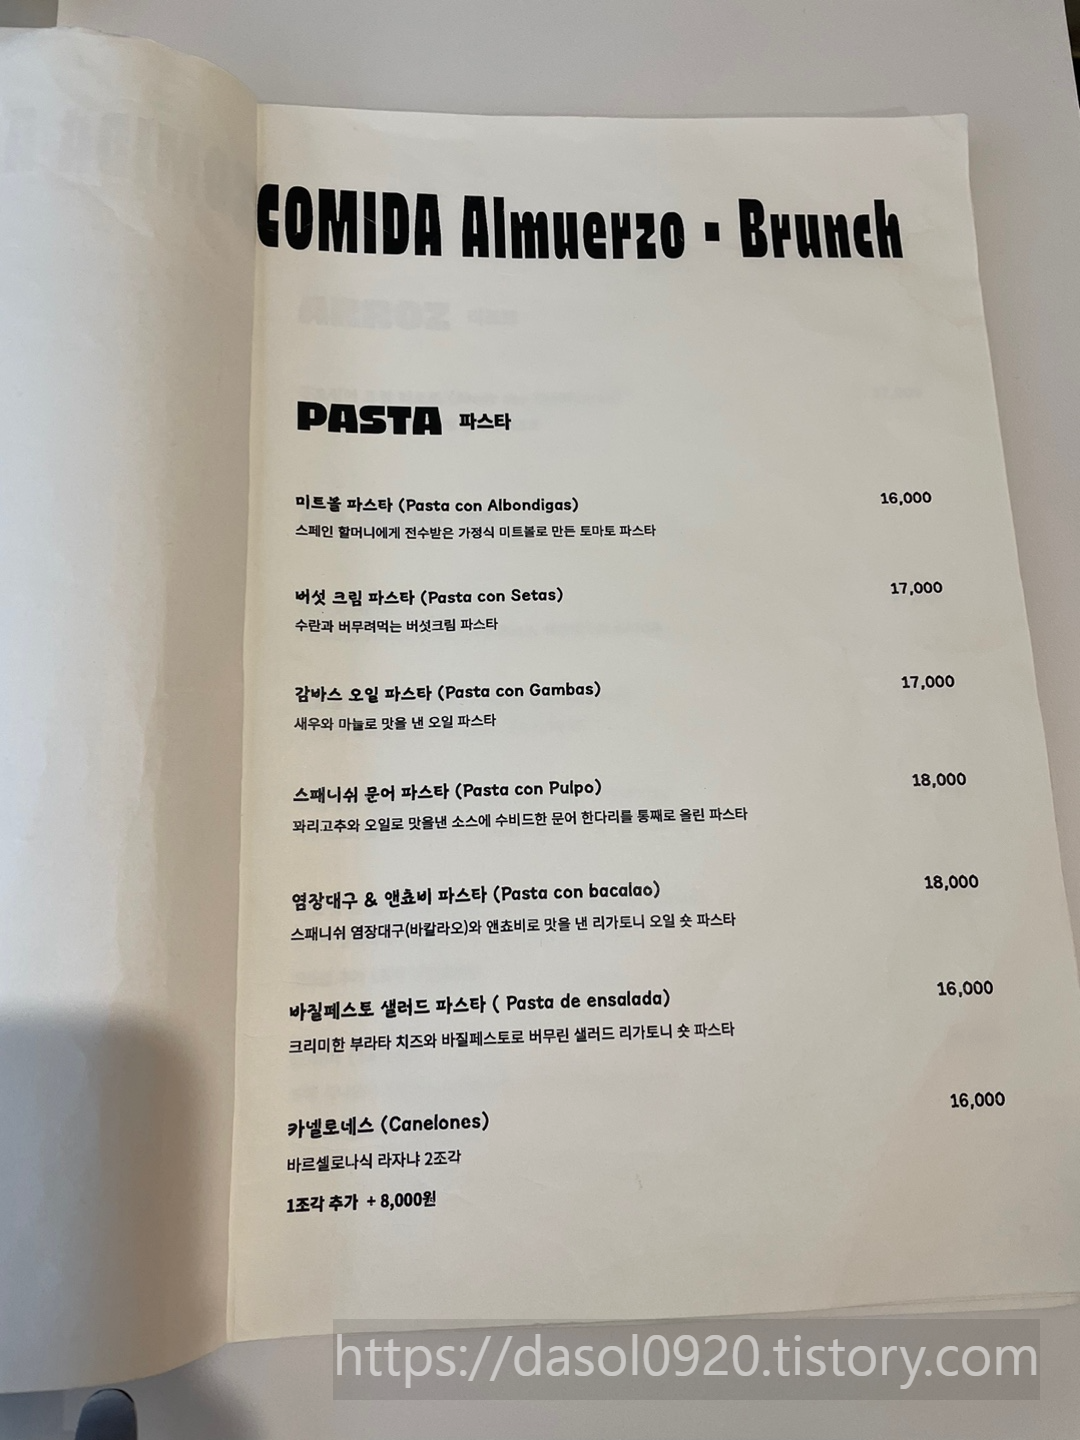 COMIDA Almuerzo ▪ Brunch
ARROZ
PASTA 파스타
미트볼 파스타 (Pasta con Albondigas) 16,000
스페인 할머니에게 전수받은 가정식 미트볼로 만든 토마토 파스타
버섯 크림 파스타 (Pasta con Setas) 17,000
수란과 버무려먹는 버섯크림 파스타
감바스 오일 파스타 (Pasta con Gambas) 17,000
새우와 마늘로 맛을 낸 오일 파스타
스패니쉬 문어 파스타 (Pasta con Pulpo) 18,000
꽈리고추와 오일로 맛을낸 소스에 수비드한 문어 한다리를 통째로 올린 파스타
염장대구 & 앤쵸비 파스타 (Pasta con bacalao) 18,000
스패니쉬 염장대구(바칼라오)와 앤쵸비로 맛을 낸 리가토니 오일 숏 파스타
바질페스토 샐러드 파스타 ( Pasta de ensalada) 16,000
크리미한 부라타 치즈와 바질페스토로 버무린 샐러드 리가토니 숏 파스타
카넬로네스 (Canelones) 16,000
바르셀로나식 라자냐 2조각
1조각 추가 + 8,000원
https://dasol0920.tistory.com